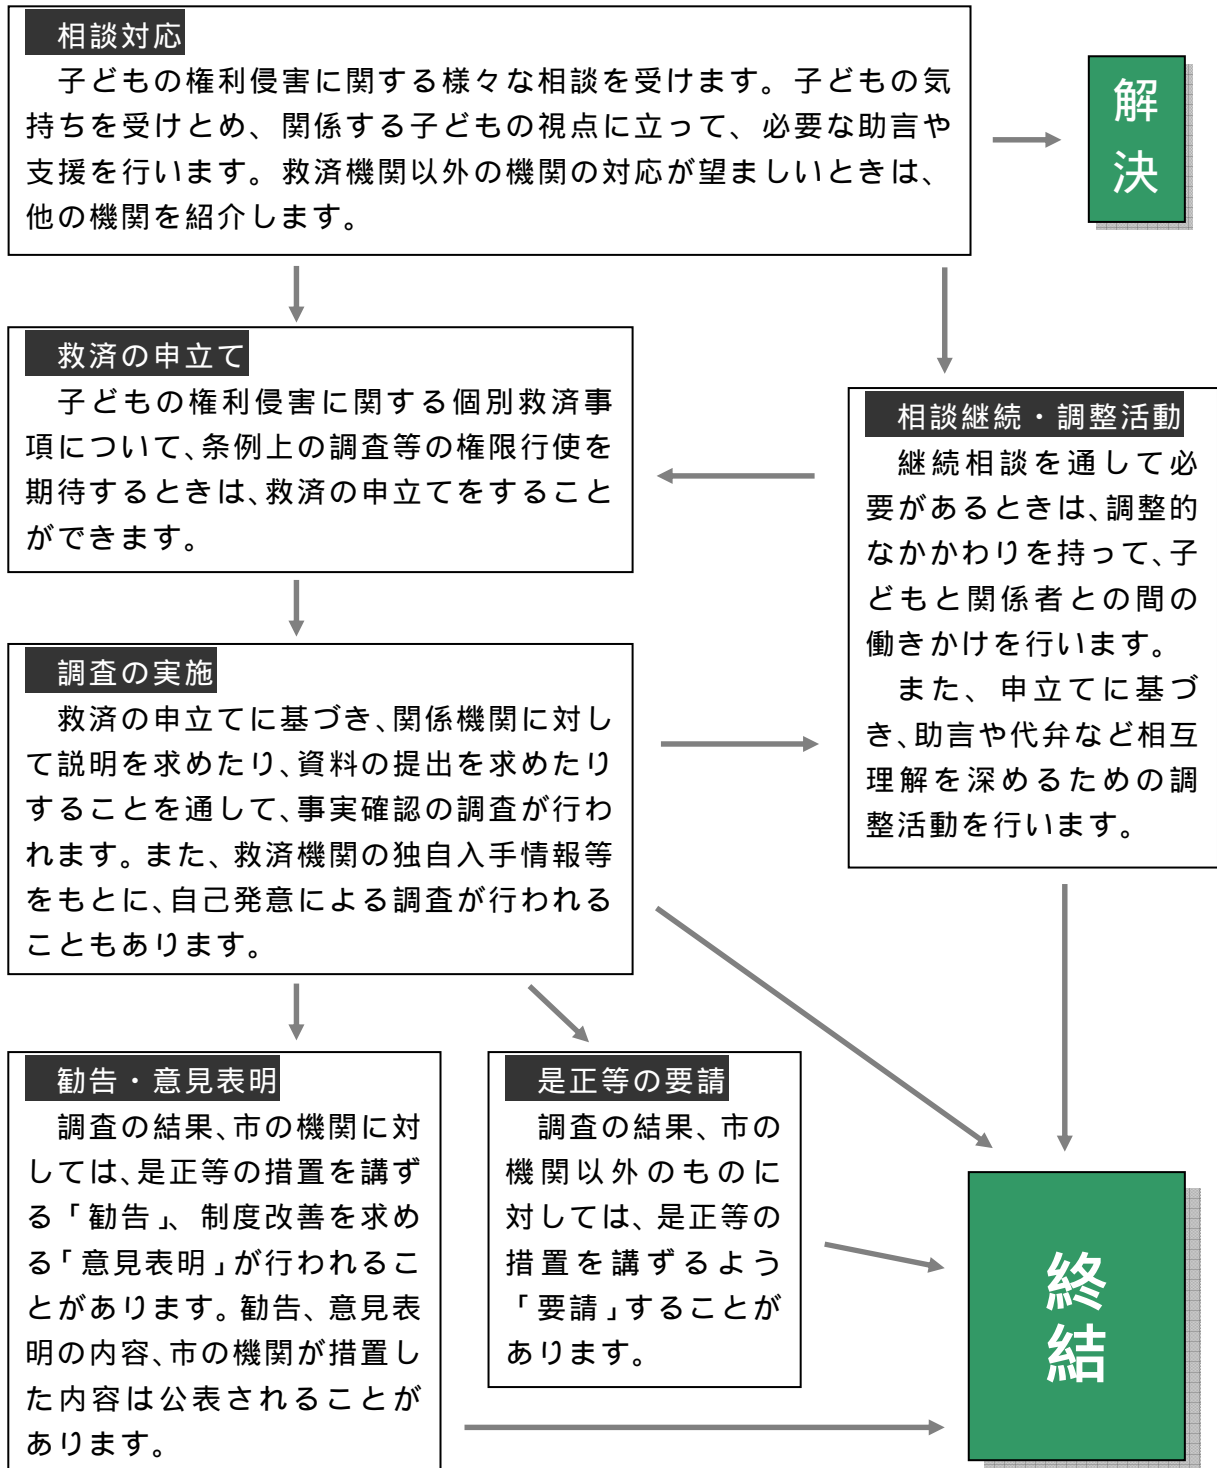 相談対応
子どもの権利侵害に関する様々な相談を受けます。子どもの気
持ちを受けとめ、関係する子どもの視点に立って、必要な助言や
支援を行います。救済機関以外の機関の対応が望ましいときは、
他の機関を紹介します。
解
決
救済の申立て
子どもの権利侵害に関する個別救済事
項について、条例上の調査等の権限行使を
期待するときは、救済の申立てをすること
ができます。
相談継続・調整活動
継続相談を通して必
要があるときは、調整的
なかかわりを持って、子
どもと関係者との間の
働きかけを行います。
また、申立てに基づ
き、助言や代弁など相互
理解を深めるための調
整活動を行います。
調査の実施
救済の申立てに基づき、関係機関に対し
て説明を求めたり、資料の提出を求めたり
することを通して、事実確認の調査が行わ
れます。また、救済機関の独自入手情報等
をもとに、自己発意による調査が行われる
こともあります。
勧告・意見表明
調査の結果、市の機関に対
しては、是正等の措置を講ず
る「勧告」、制度改善を求め
る「意見表明」が行われるこ
とがあります。勧告、意見表
明の内容、市の機関が措置し
た内容は公表されることが
あります。
是正等の要請
調査の結果、市の
機関以外のものに
対しては、是正等の
措置を講ずるよう
「要請」することが
あります。
終
結